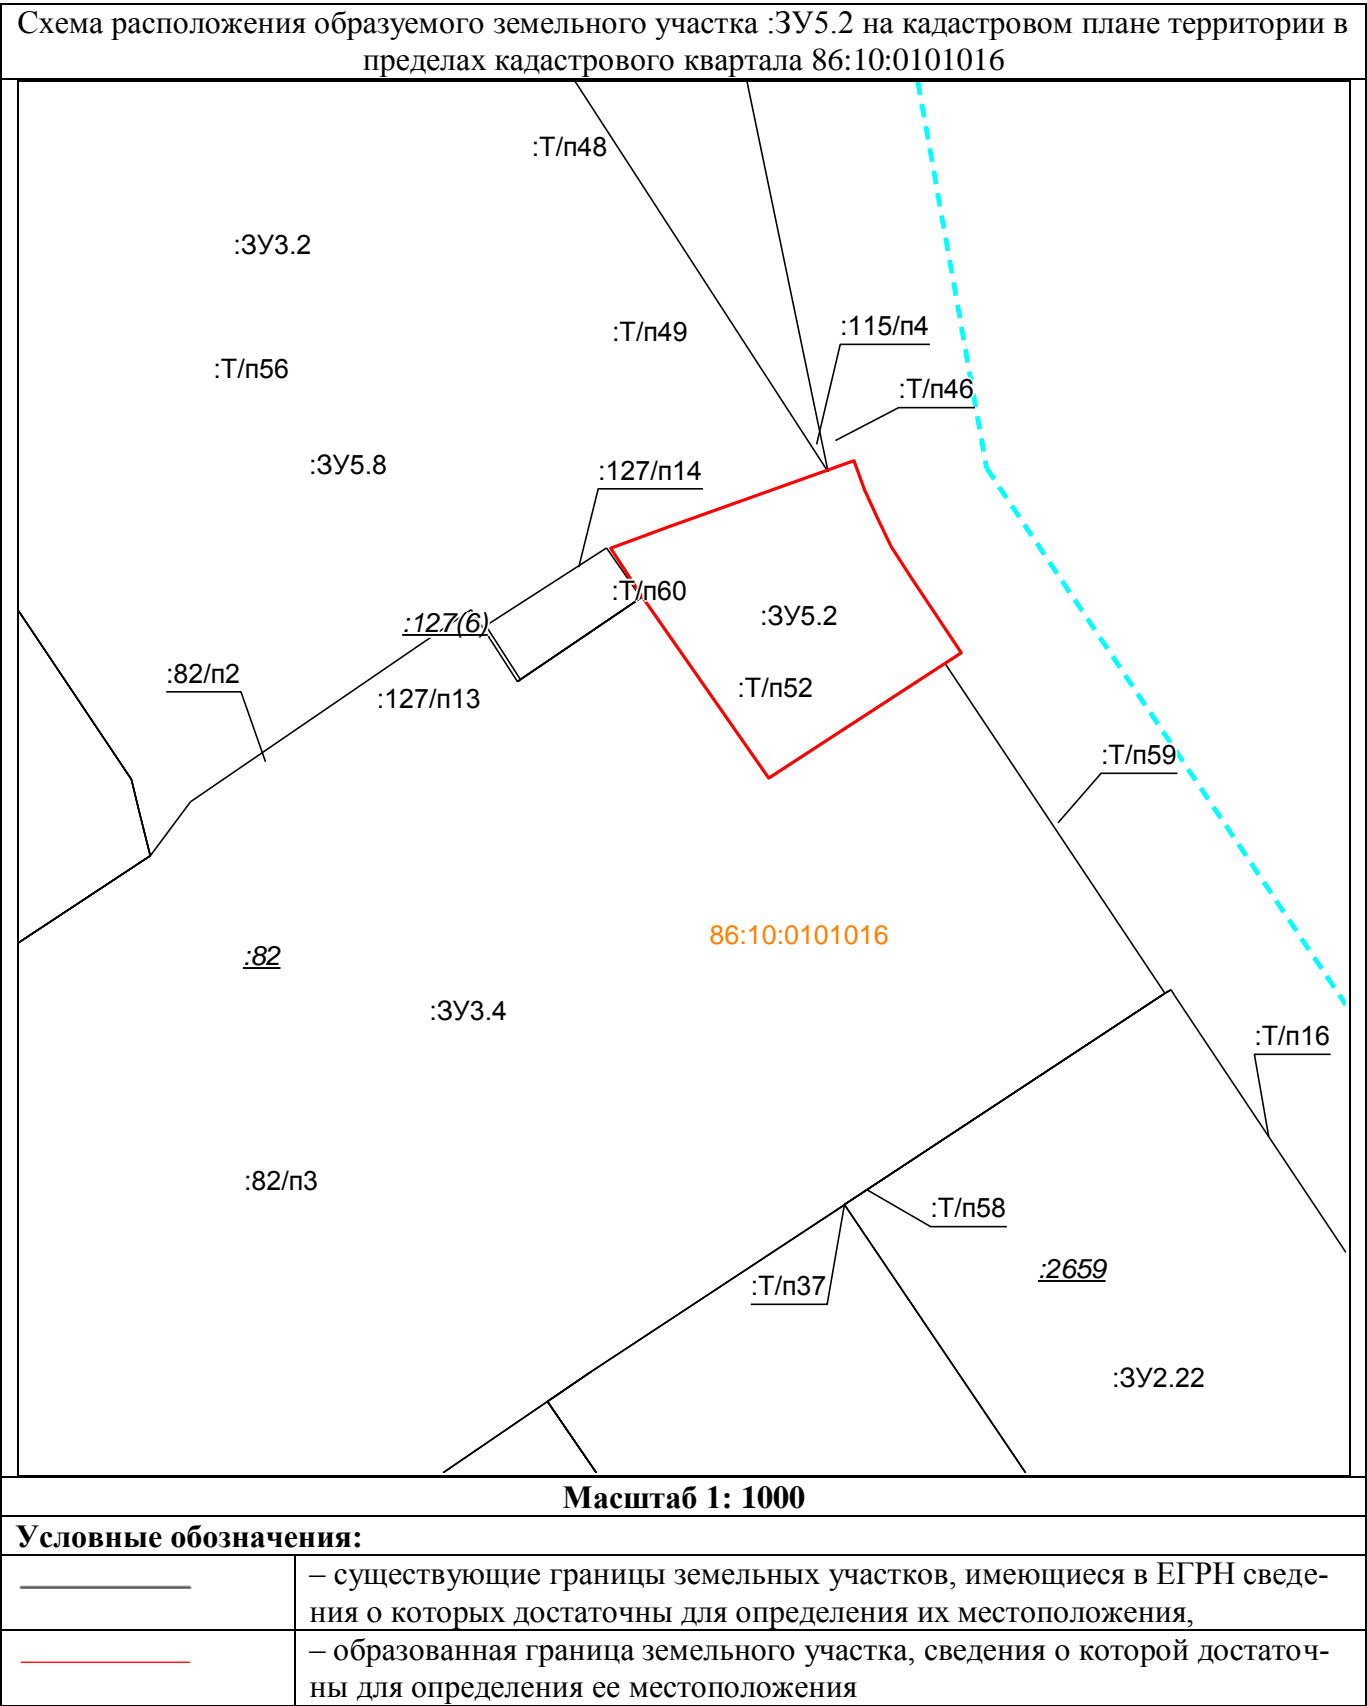 Схема расположения образуемого земельного участка :ЗУ5.2 на кадастровом плане территории в
пределах кадастрового квартала 86:10:0101016
:Т/п48
:ЗУ3.2
:Т/п49
:115/п4
:Т/п56
:Т/п46
:ЗУ5.8
:127/п14
:Т/п60
:ЗУ5.2
:127(6)
:82/п2
:127/п13
:Т/п52
:Т/п59
86:10:0101016
:82
:ЗУ3.4
:Т/п16
:82/п3
:Т/п58
:2659
:Т/п37
:ЗУ2.22
Масштаб 1: 1000
Условные обозначения:
– существующие границы земельных участков, имеющиеся в ЕГРН сведе-
ния о которых достаточны для определения их местоположения,
– образованная граница земельного участка, сведения о которой достаточ-
ны для определения ее местоположения